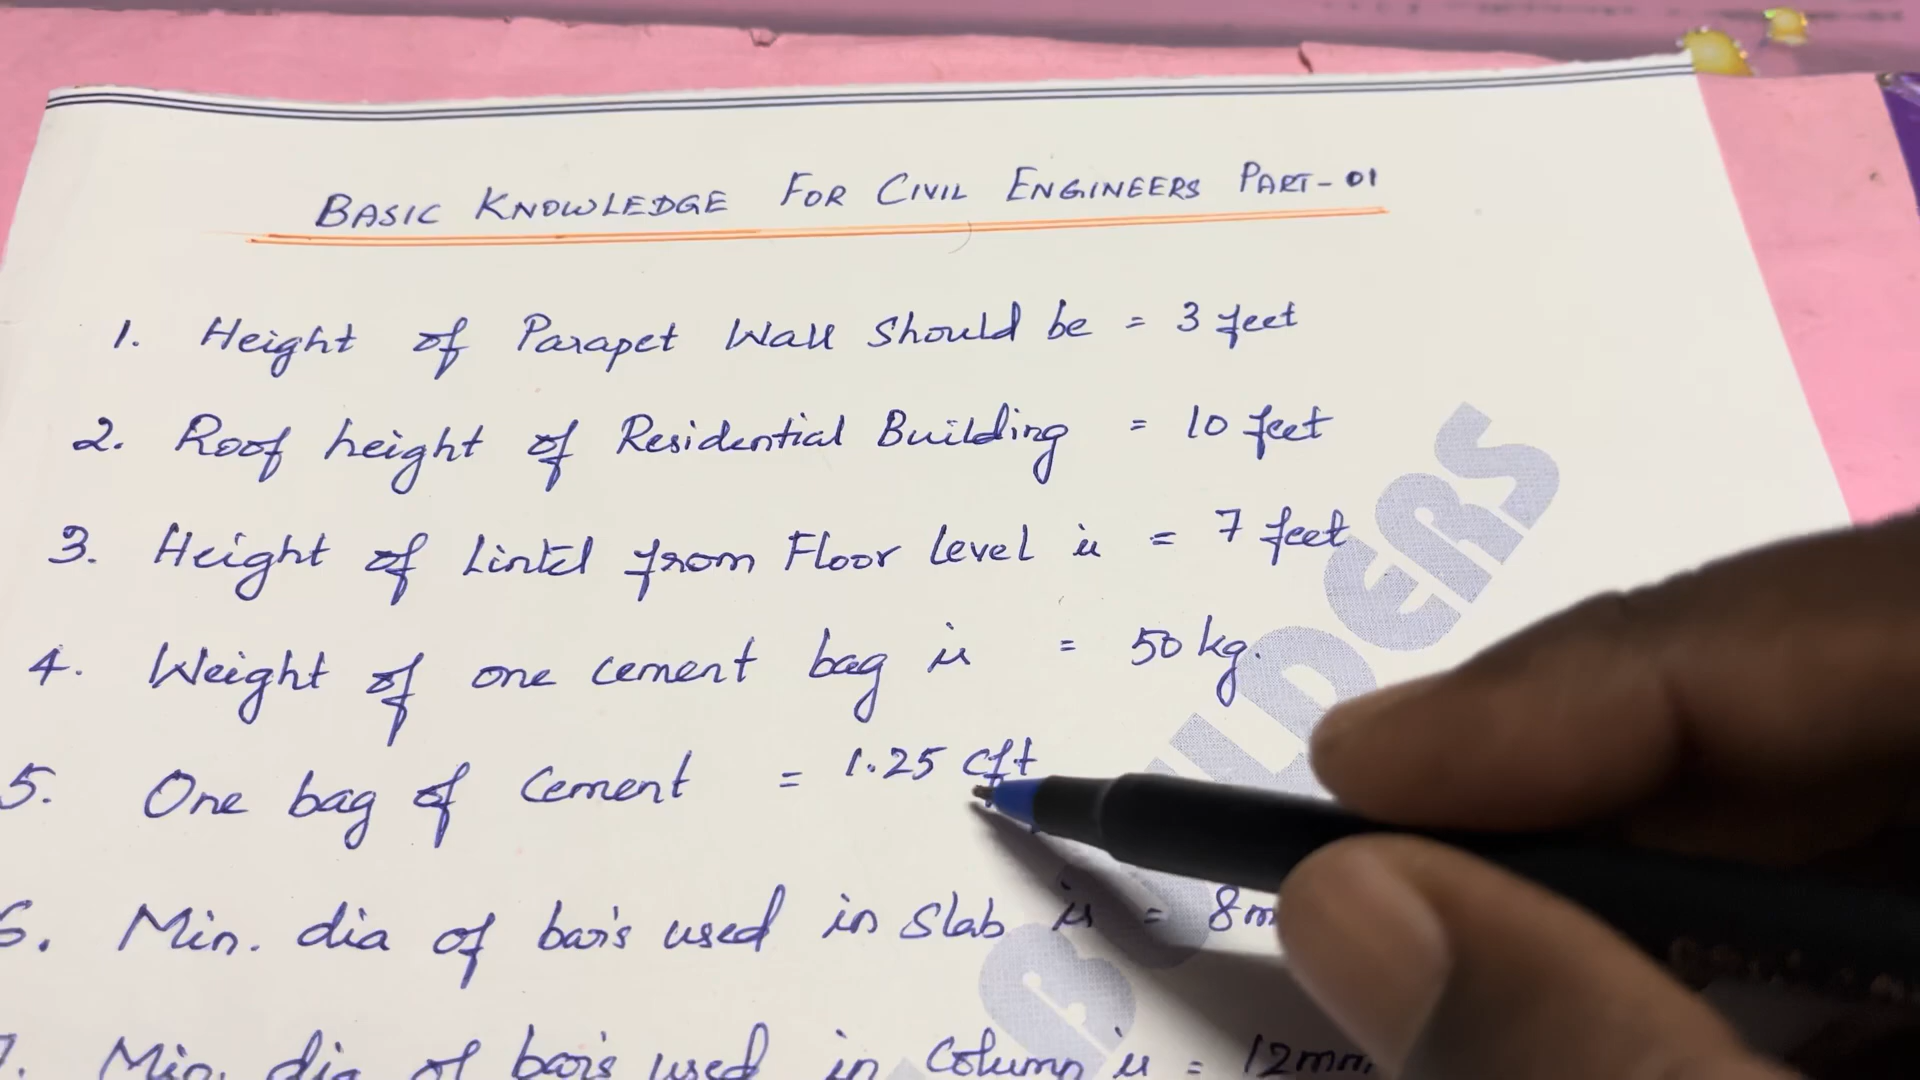 BASIC KNOWLEDGE FOR CIVIL ENGINEERS PART-01
1. Height of Parapet Wall Should be = 3 feet
2. Roof height of Residential Building = 10 feet
3. Height of Lintel from Floor level is = 7 feet
4. Weight of one cement bag is = 50 kg.
5. One bag of Cement = 1.25 cft
6. Min. dia of bar's used in Slab is = 8m
7. Min. dia of bar's used in Column is = 12mm
BUILDERS